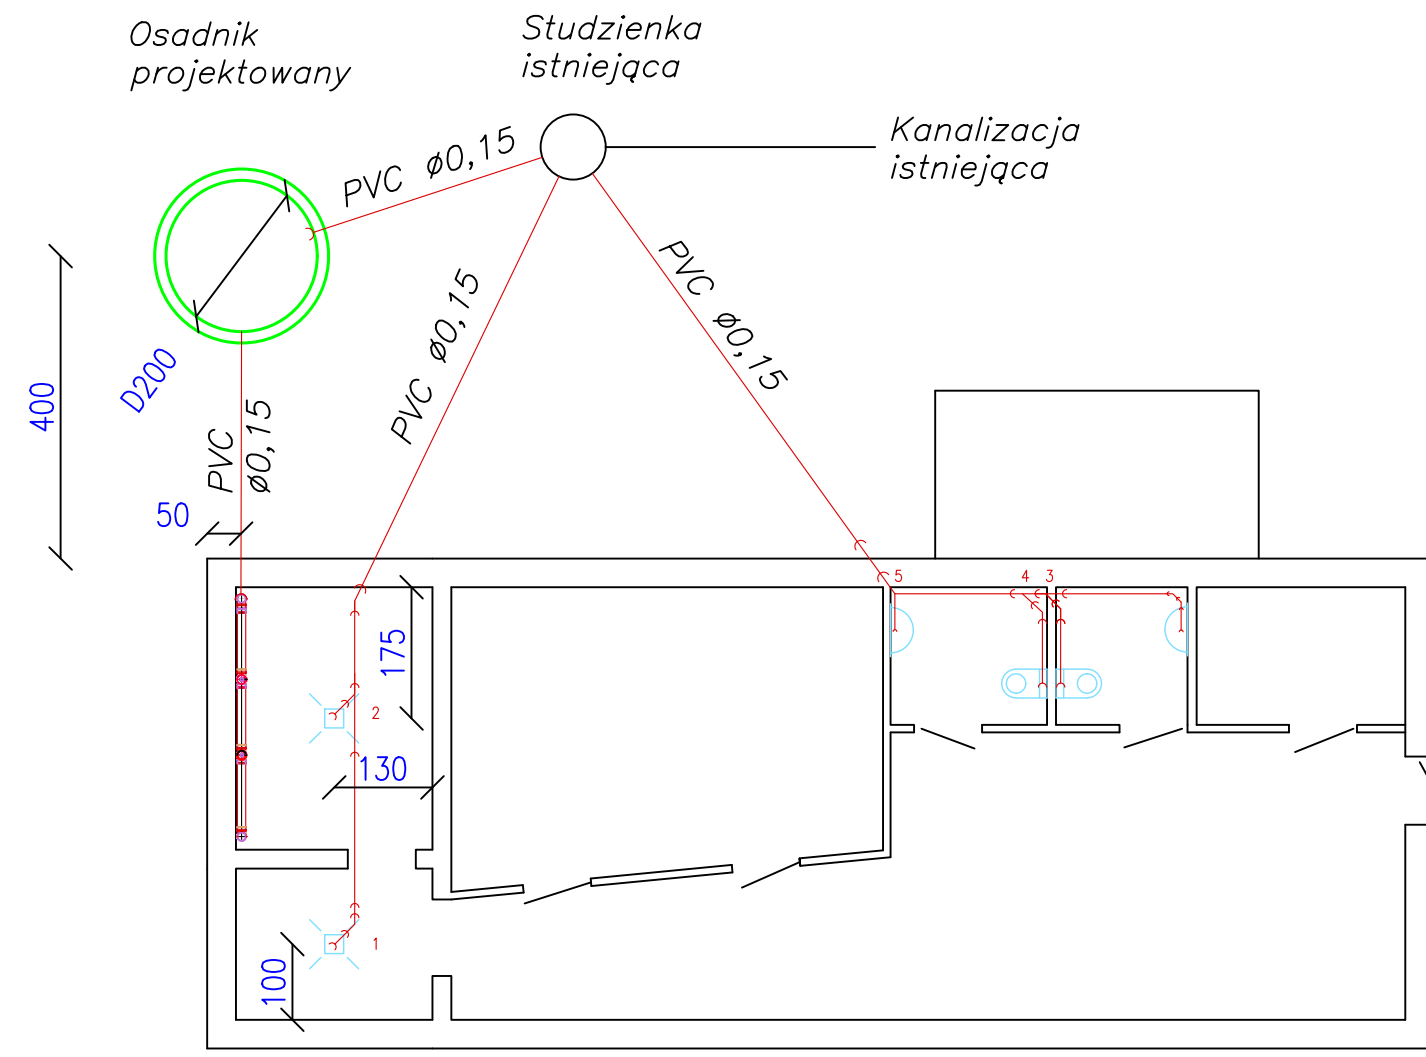 Osadnik
projektowany
Studzienka
istniejąca
Kanalizacja
istniejąca
PVC ø0,15
PVC ø0,15
PVC ø0,15
D200
400
PVC
ø0,15
50
5
4
3
175
2
130
1
100